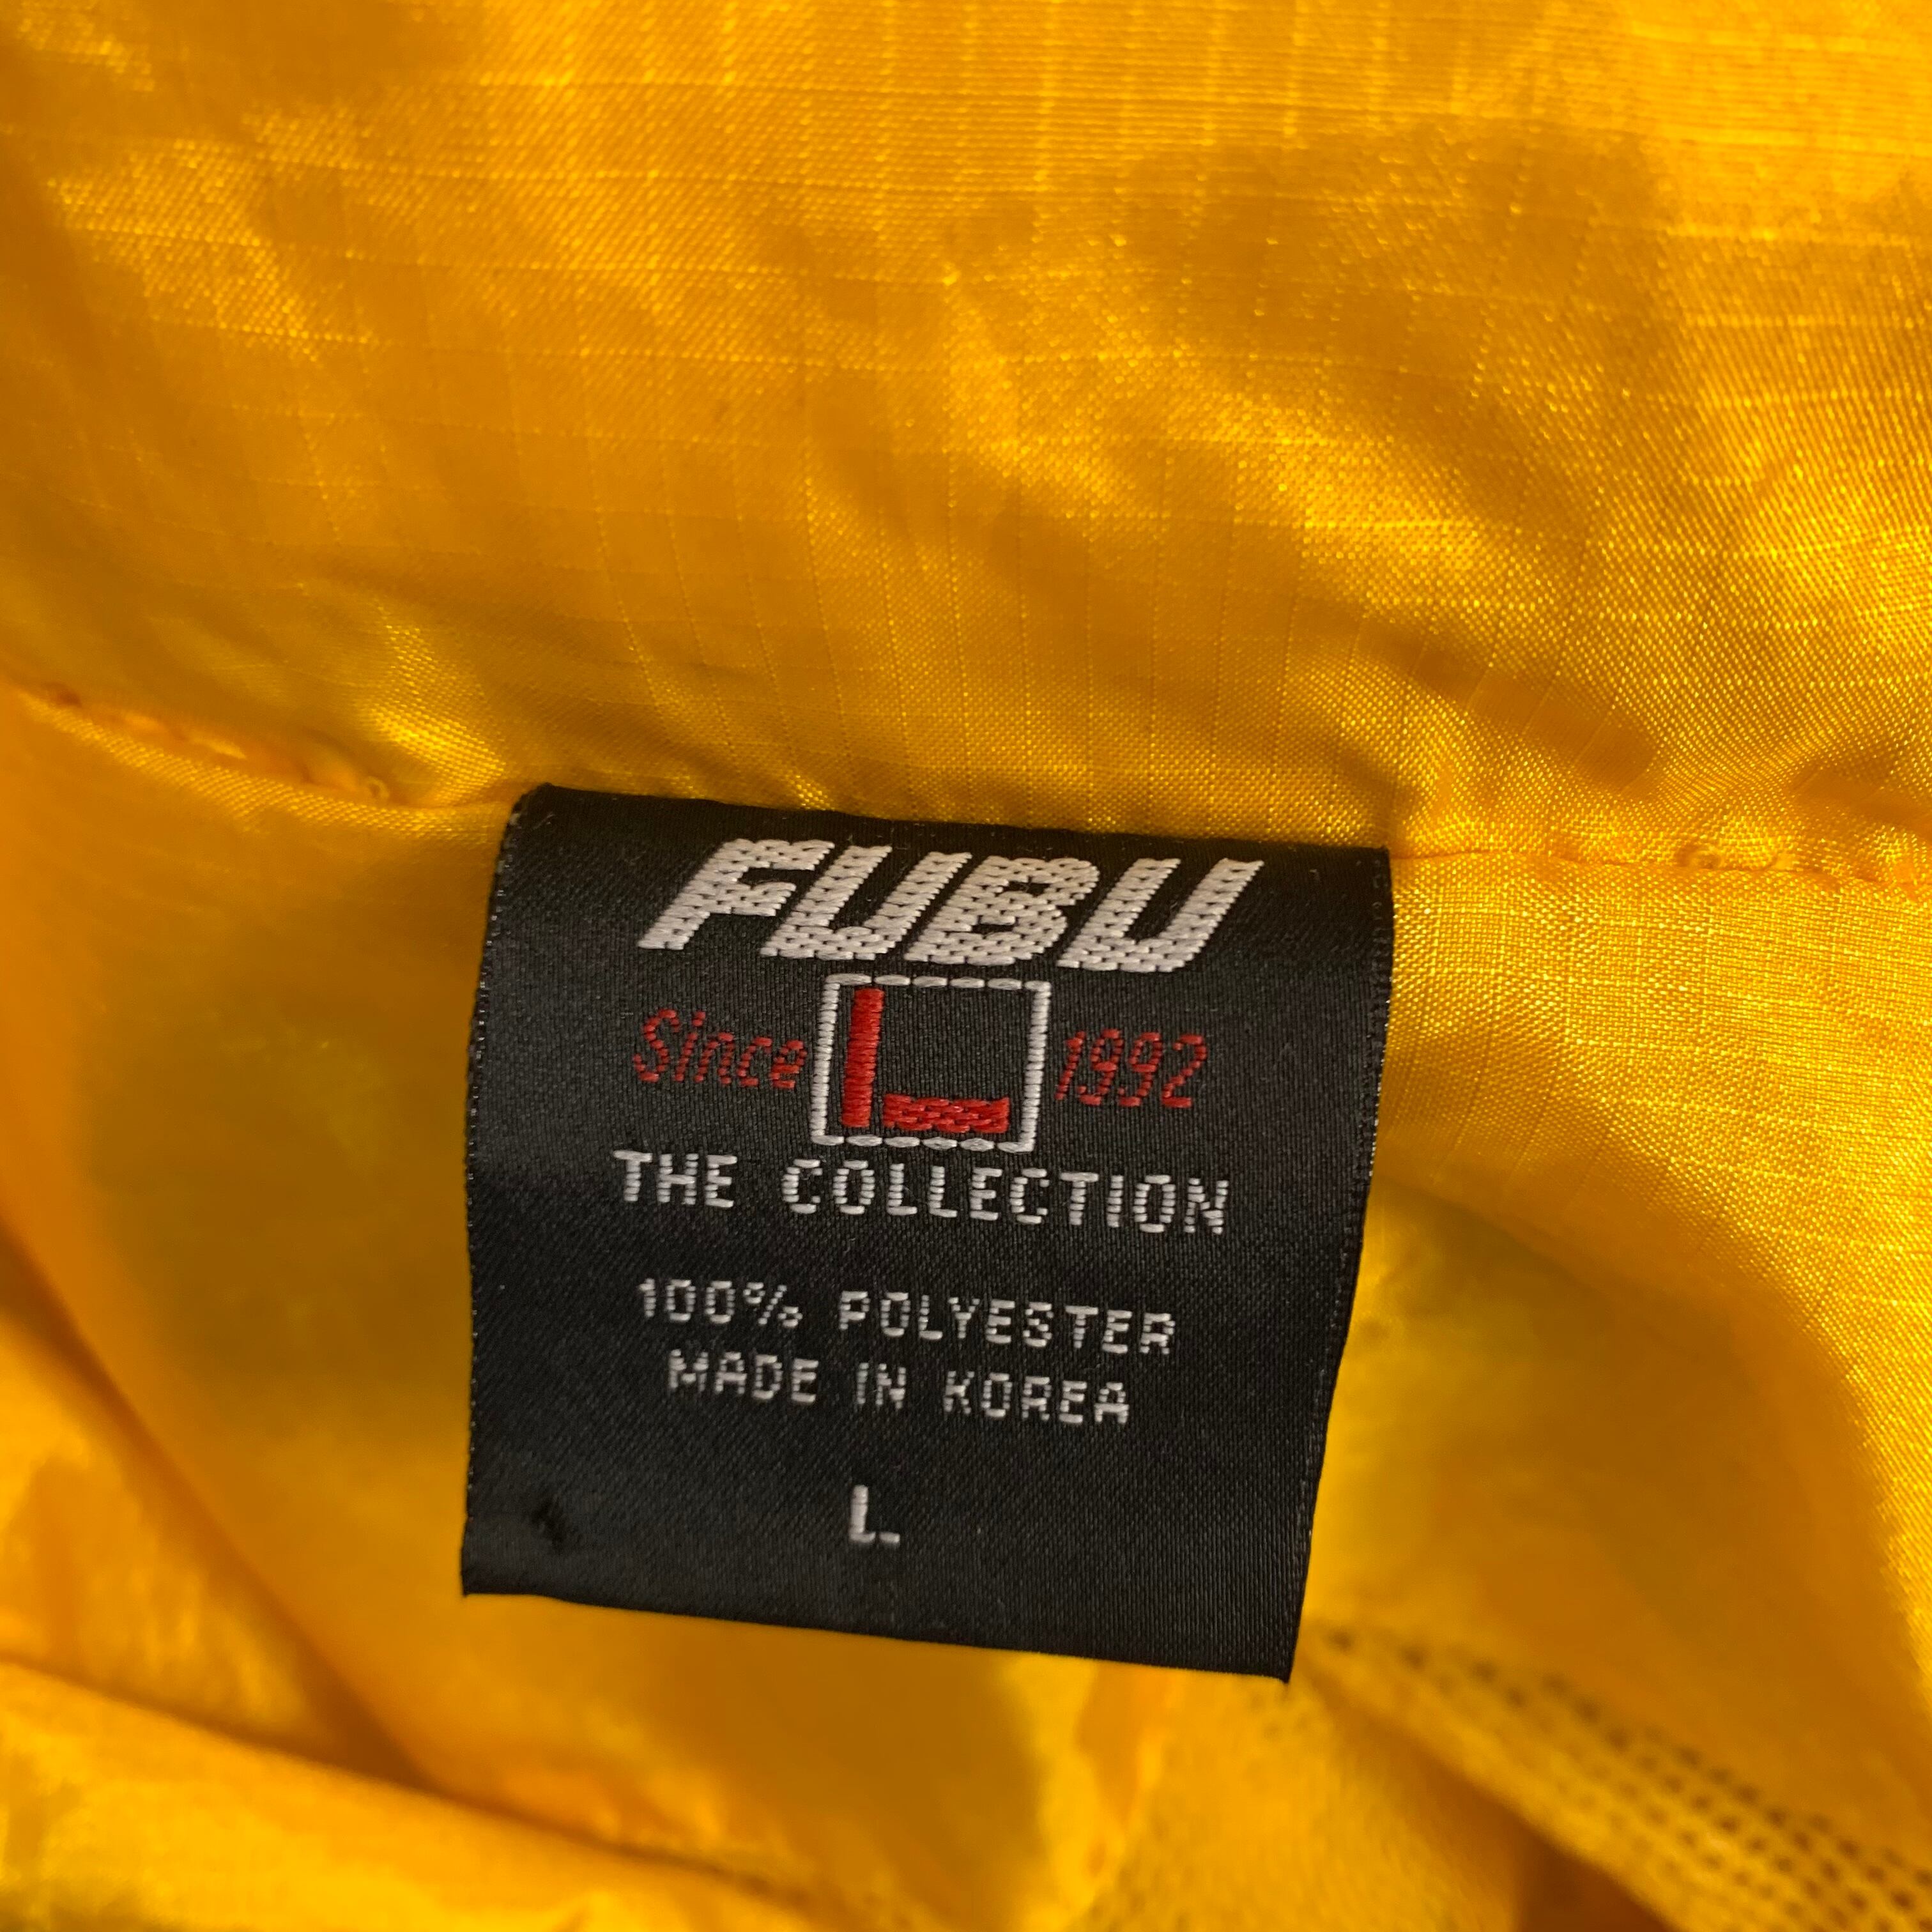 FUBU
Since L 1992
THE COLLECTION
100% POLYESTER
MADE IN KOREA
L